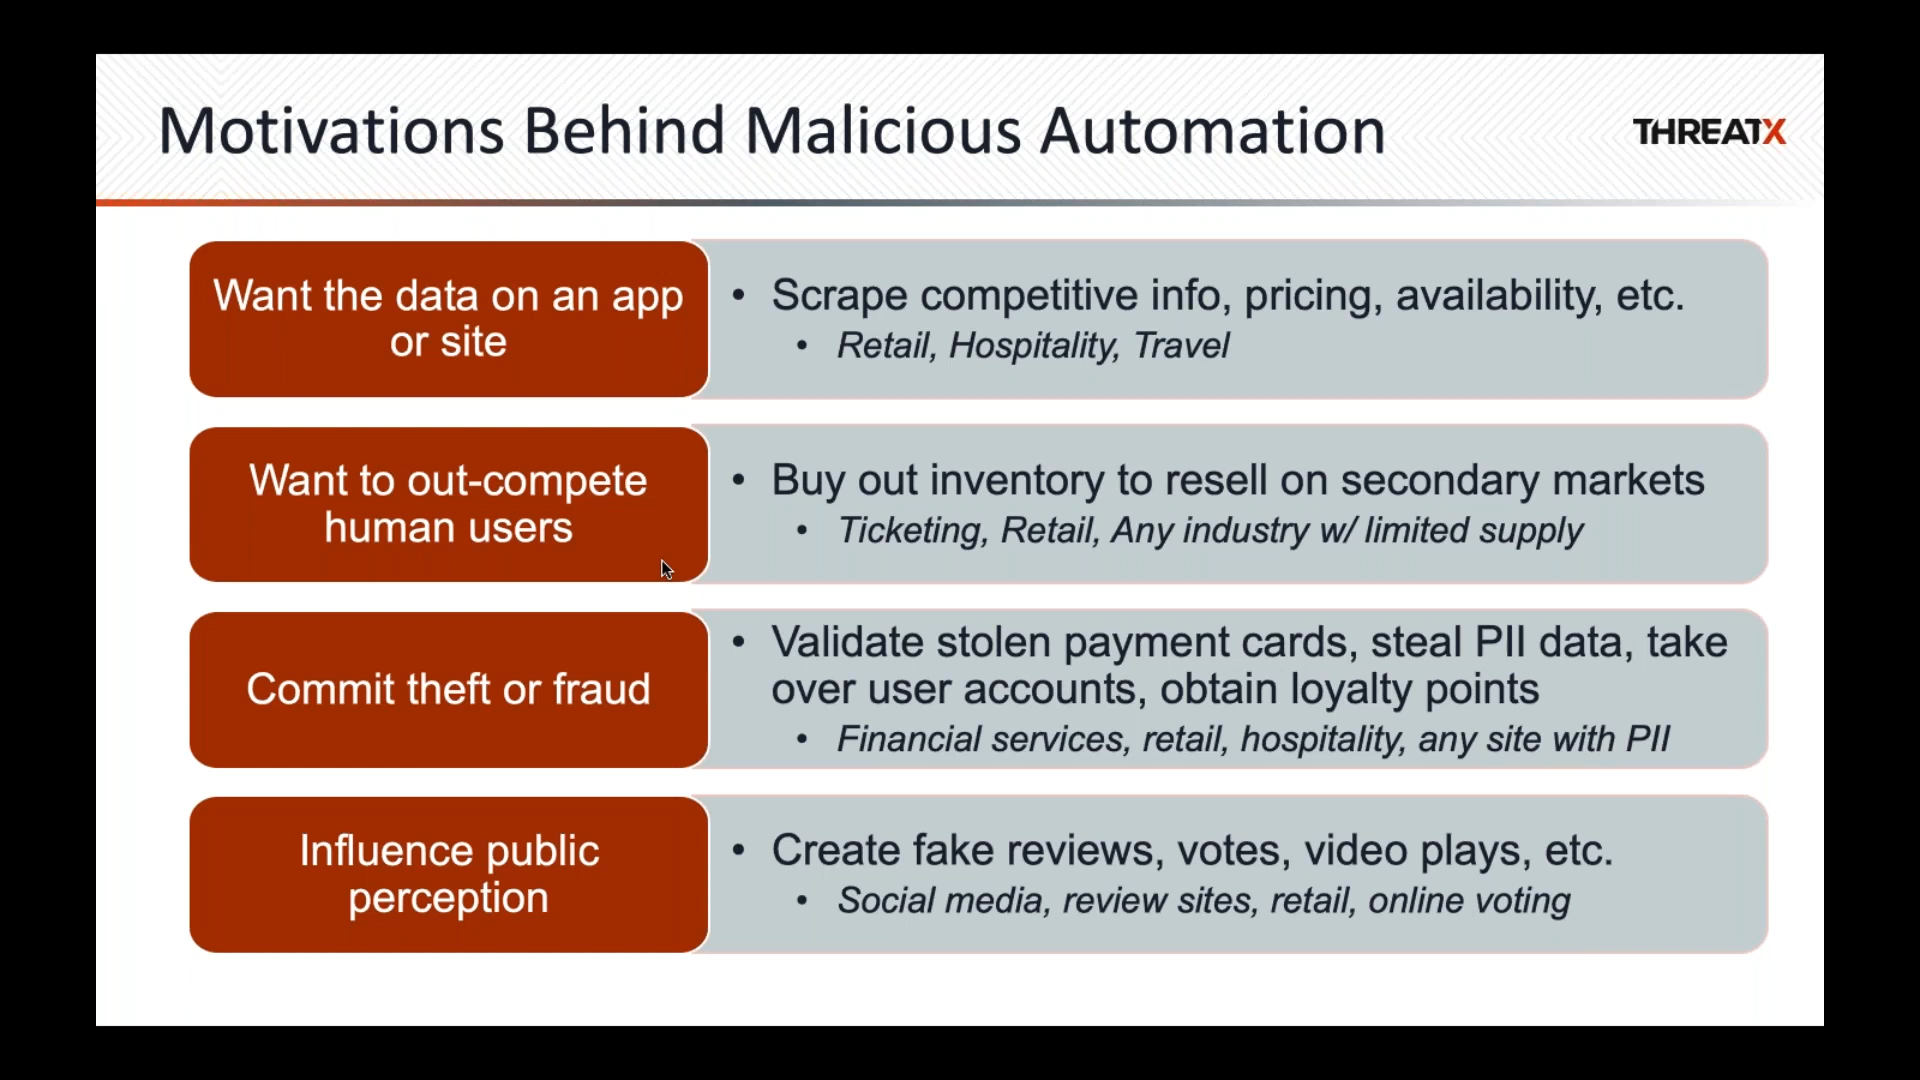 Motivations Behind Malicious Automation
THREATX
Want the data on an app
or site
• Scrape competitive info, pricing, availability, etc.
• Retail, Hospitality, Travel
Want to out-compete
human users
• Buy out inventory to resell on secondary markets
• Ticketing, Retail, Any industry w/ limited supply
Commit theft or fraud
• Validate stolen payment cards, steal PII data, take
over user accounts, obtain loyalty points
• Financial services, retail, hospitality, any site with PII
Influence public
perception
• Create fake reviews, votes, video plays, etc.
• Social media, review sites, retail, online voting